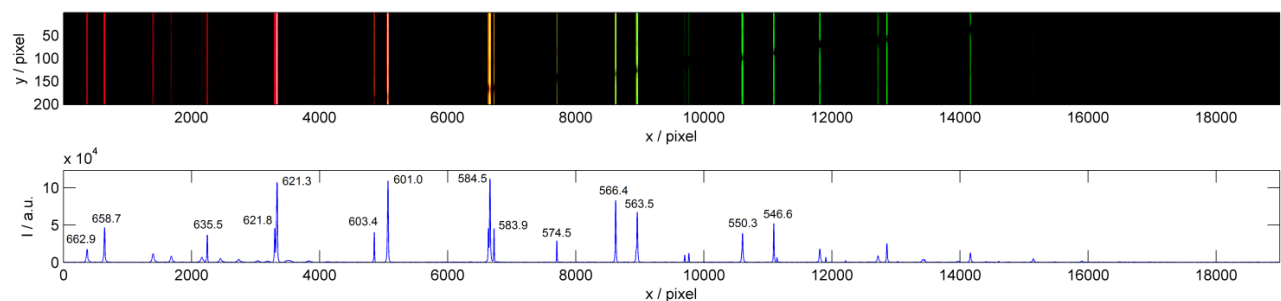 50
100
150
200
y / pixel
2000 4000 6000 8000 10000 12000 14000 16000 18000
x / pixel
x 10^4
10
5
0
I / a.u.
662.9 658.7 635.5 621.8 621.3 603.4 601.0 584.5 583.9 574.5 566.4 563.5 550.3 546.6
0 2000 4000 6000 8000 10000 12000 14000 16000 18000
x / pixel